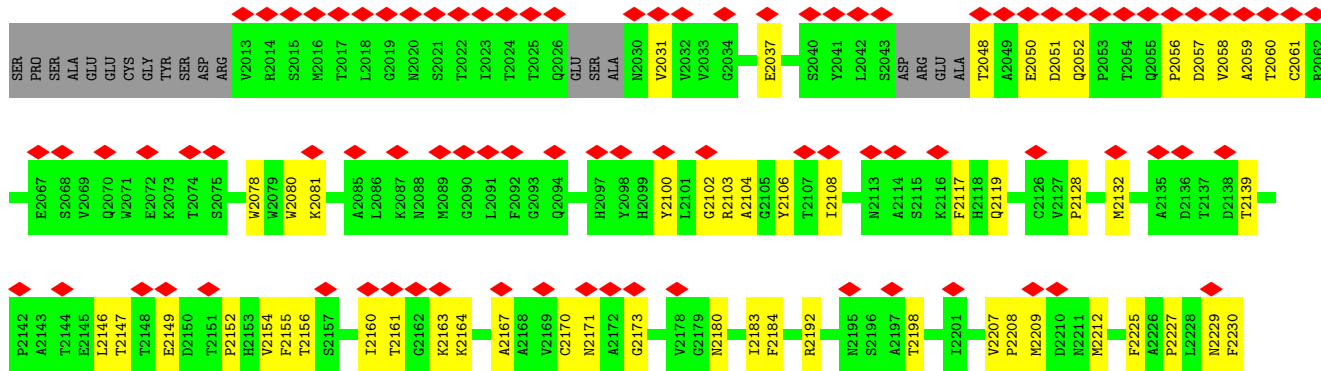 SER PRO SER ALA GLU GLU CYS GLY TYR SER ASP ARG V2013 R2014 S2015 M2016 T2017 L2018 G2019 N2020 S2021 T2022 I2023 T2024 T2025 Q2026 GLU SER ALA N2030 V2031 V2032 V2033 G2034 E2037 S2040 Y2041 L2042 S2043 ASP ARG GLU ALA T2048 A2049 E2050 D2051 Q2052 P2053 T2054 Q2055 P2056 D2057 V2058 A2059 T2060 C2061 R2062
E2067 S2068 V2069 Q2070 W2071 E2072 K2073 T2074 S2075 W2078 W2079 W2080 K2081 A2085 L2086 K2087 N2088 M2089 G2090 L2091 F2092 G2093 Q2094 H2097 Y2098 H2099 Y2100 L2101 G2102 R2103 A2104 G2105 Y2106 T2107 I2108 N2113 A2114 S2115 K2116 F2117 H2118 Q2119 C2126 V2127 P2128 M2132 A2135 D2136 T2137 D2138 T2139
P2142 A2143 T2144 E2145 L2146 T2147 T2148 E2149 D2150 T2151 P2152 H2153 V2154 F2155 T2156 S2157 I2160 T2161 G2162 K2163 K2164 A2167 A2168 V2169 C2170 N2171 A2172 G2173 V2178 G2179 N2180 I2183 F2184 R2192 N2195 S2196 A2197 T2198 I2201 V2207 P2208 M2209 D2210 N2211 M2212 F2225 A2226 P2227 L2228 N2229 F2230